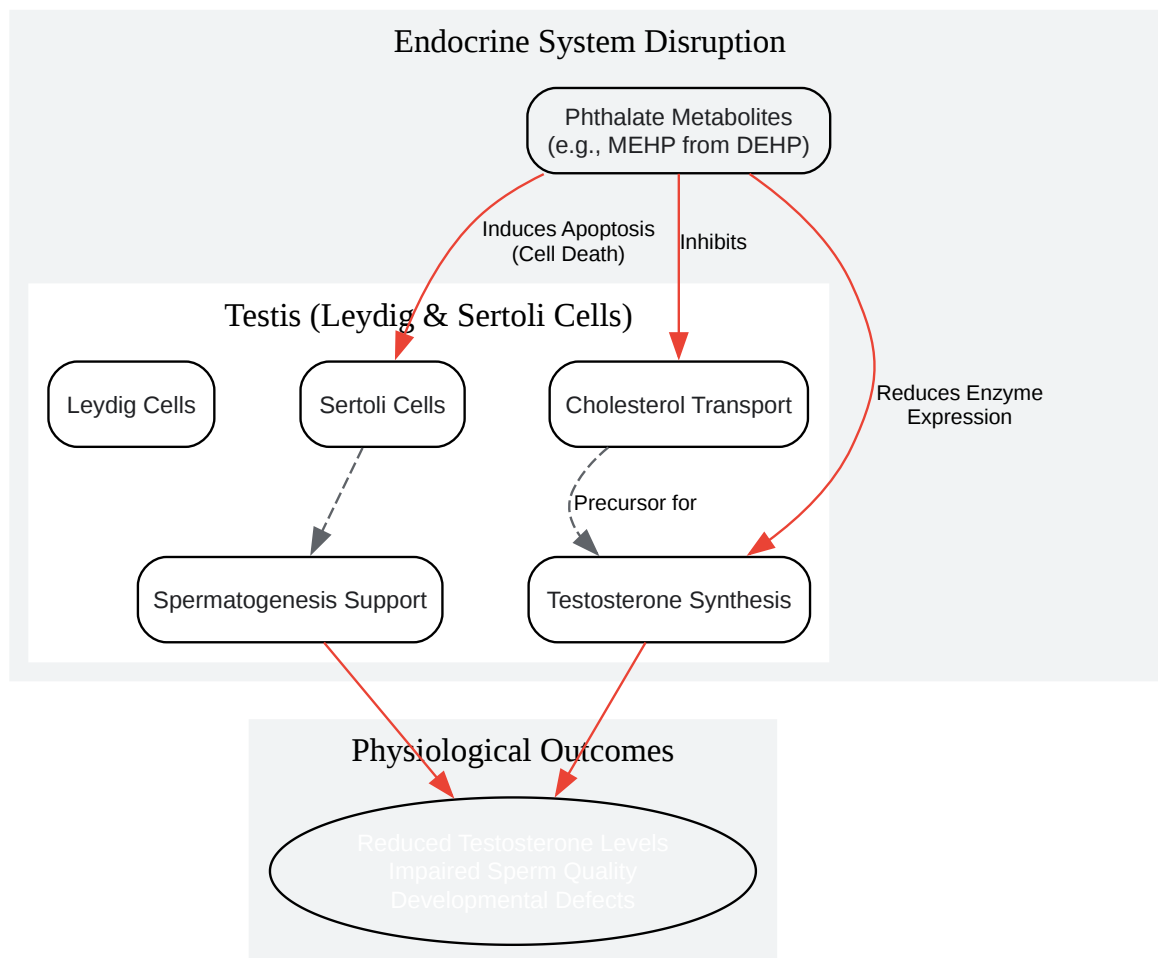 Endocrine System Disruption
Phthalate Metabolites
(e.g., MEHP from DEHP)
Induces Apoptosis
(Cell Death)
Inhibits
Testis (Leydig & Sertoli Cells)
Leydig Cells
Sertoli Cells
Cholesterol Transport
Reduces Enzyme
Expression
Precursor for
Spermatogenesis Support
Testosterone Synthesis
Physiological Outcomes
Reduced Testosterone Levels
Impaired Sperm Quality
Developmental Defects